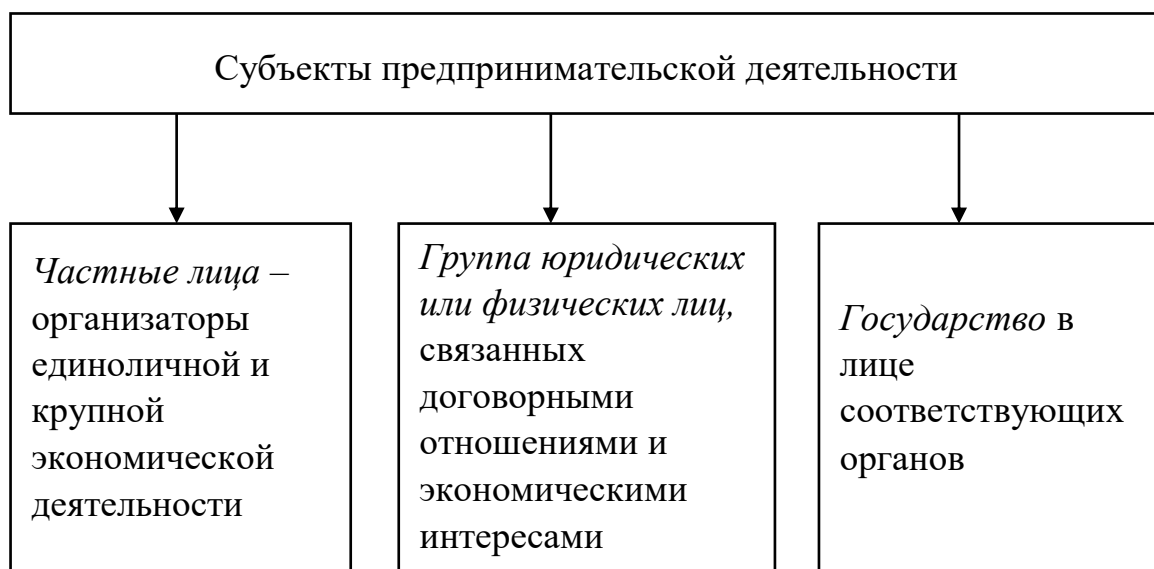 Субъекты предпринимательской деятельности
Частные лица –
организаторы
единоличной и
крупной
экономической
деятельности
Группа юридических
или физических лиц,
связанных
договорными
отношениями и
экономическими
интересами
Государство в
лице
соответствующих
органов